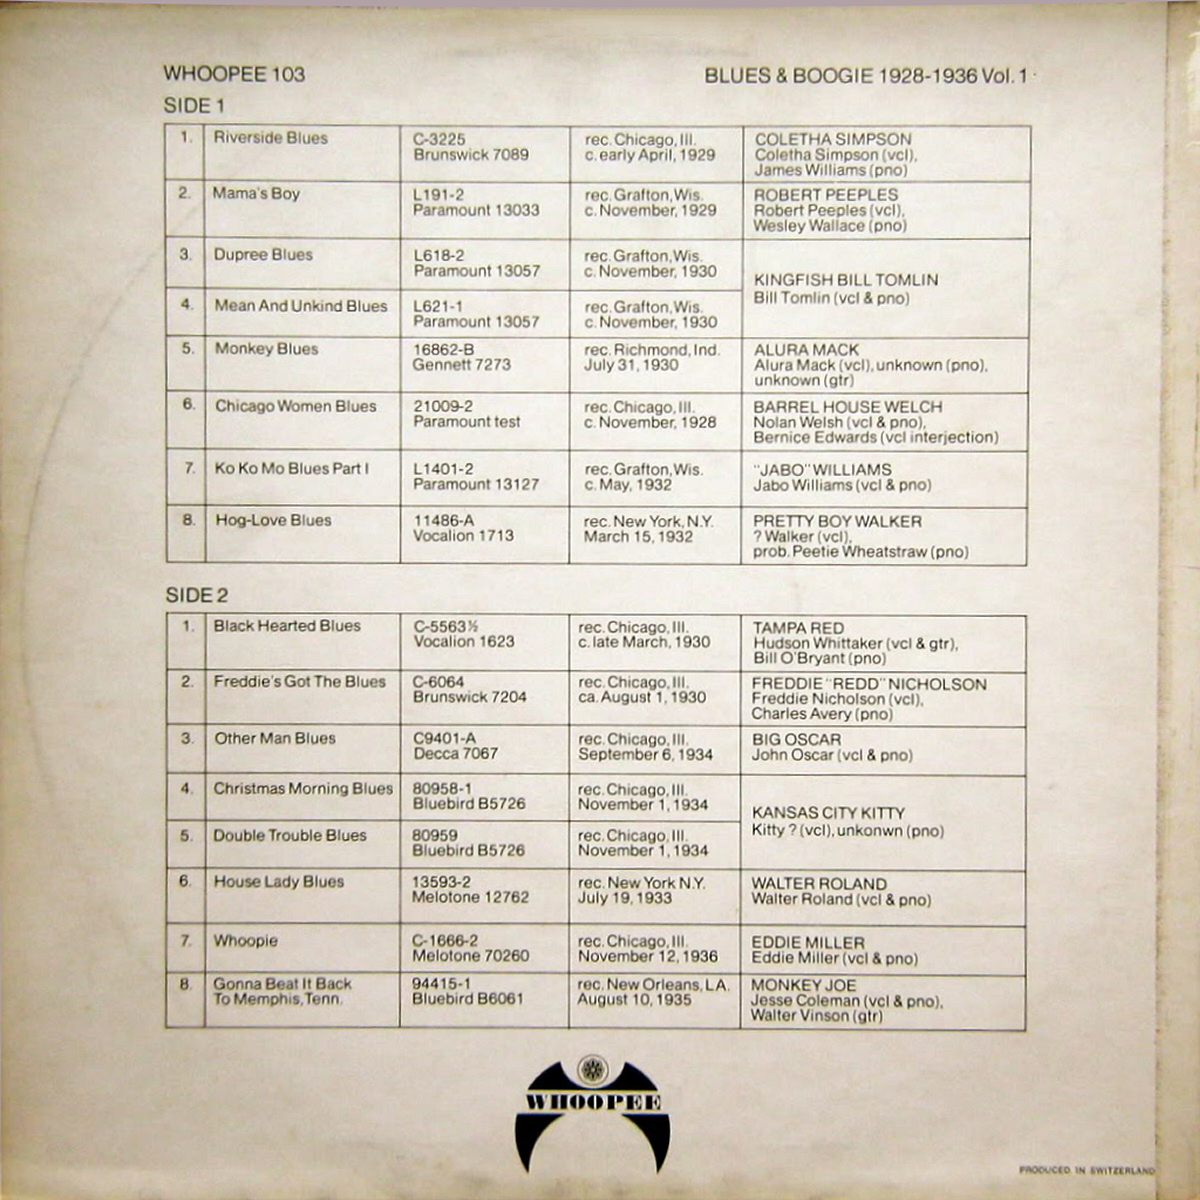 WHOOPEE 103 BLUES & BOOGIE 1928-1936 Vol. 1
SIDE 1
1. Riverside Blues C-3225 rec. Chicago, Ill. COLETHA SIMPSON
Brunswick 7089 c. early April, 1929 Coletha Simpson (vcl),
James Williams (pno)
2. Mama's Boy L191-2 rec. Grafton, Wis. ROBERT PEEPLES
Paramount 13033 c. November, 1929 Robert Peeples (vcl),
Wesley Wallace (pno)
3. Dupree Blues L618-2 rec. Grafton, Wis.
Paramount 13057 c. November, 1930
KINGFISH BILL TOMLIN
Bill Tomlin (vcl & pno)
4. Mean And Unkind Blues L621-1 rec. Grafton, Wis.
Paramount 13057 c. November, 1930
5. Monkey Blues 16862-B rec. Richmond, Ind. ALURA MACK
Gennett 7273 July 31, 1930 Alura Mack (vcl), unknown (pno),
unknown (gtr)
6. Chicago Women Blues 21009-2 rec. Chicago, Ill. BARREL HOUSE WELCH
Paramount test c. November, 1928 Nolan Welsh (vcl & pno),
Bernice Edwards (vcl interjection)
7. Ko Ko Mo Blues Part I L1401-2 rec. Grafton, Wis. "JABO" WILLIAMS
Paramount 13127 c. May, 1932 Jabo Williams (vcl & pno)
8. Hog-Love Blues 11486-A rec. New York, N.Y. PRETTY BOY WALKER
Vocalion 1713 March 15, 1932 ? Walker (vcl),
prob. Peetie Wheatstraw (pno)
SIDE 2
1. Black Hearted Blues C-5563½ rec. Chicago, Ill. TAMPA RED
Vocalion 1623 c. late March, 1930 Hudson Whittaker (vcl & gtr),
Bill O'Bryant (pno)
2. Freddie's Got The Blues C-6064 rec. Chicago, Ill. FREDDIE "REDD" NICHOLSON
Brunswick 7204 ca. August 1, 1930 Freddie Nicholson (vcl),
Charles Avery (pno)
3. Other Man Blues C9401-A rec. Chicago, Ill. BIG OSCAR
Decca 7067 September 6, 1934 John Oscar (vcl & pno)
4. Christmas Morning Blues 80958-1 rec. Chicago, Ill.
Bluebird B5726 November 1, 1934
KANSAS CITY KITTY
Kitty ? (vcl), unkonwn (pno)
5. Double Trouble Blues 80959 rec. Chicago, Ill.
Bluebird B5726 November 1, 1934
6. House Lady Blues 13593-2 rec. New York N.Y. WALTER ROLAND
Melotone 12762 July 19, 1933 Walter Roland (vcl & pno)
7. Whoopie C-1666-2 rec. Chicago, Ill. EDDIE MILLER
Melotone 70260 November 12, 1936 Eddie Miller (vcl & pno)
8. Gonna Beat It Back 94415-1 rec. New Orleans, LA. MONKEY JOE
To Memphis, Tenn. Bluebird B6061 August 10, 1935 Jesse Coleman (vcl & pno),
Walter Vinson (gtr)
WHOOPEE
PRODUCED IN SWITZERLAND